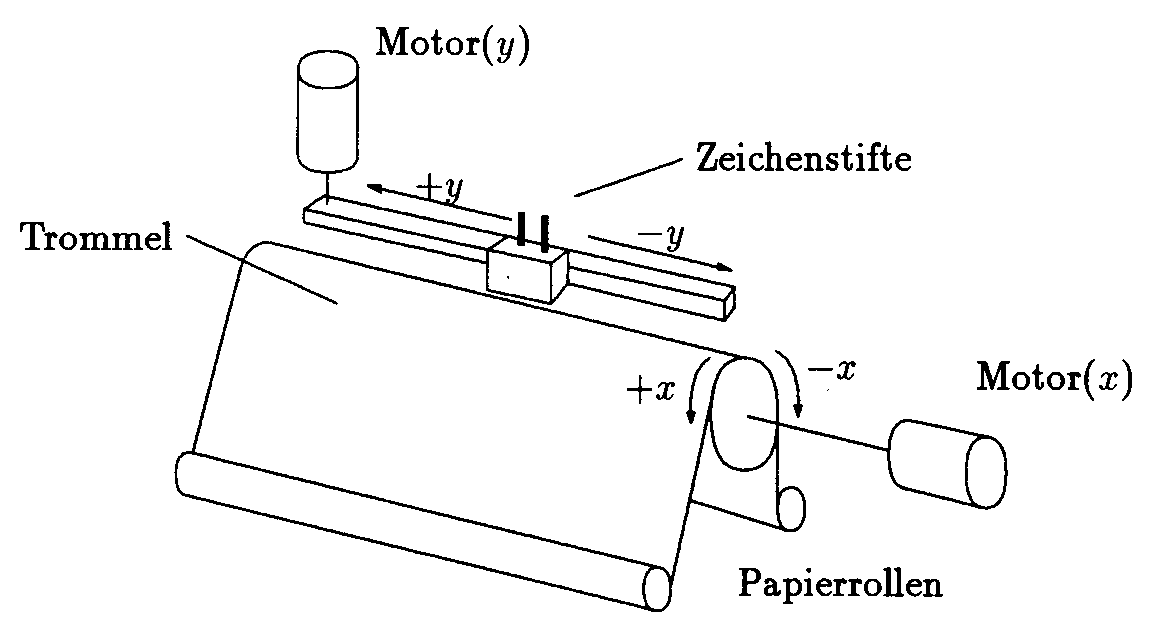 Motor(y)
Zeichenstifte
+y
Trommel
−y
+x
−x
Motor(x)
Papierrollen